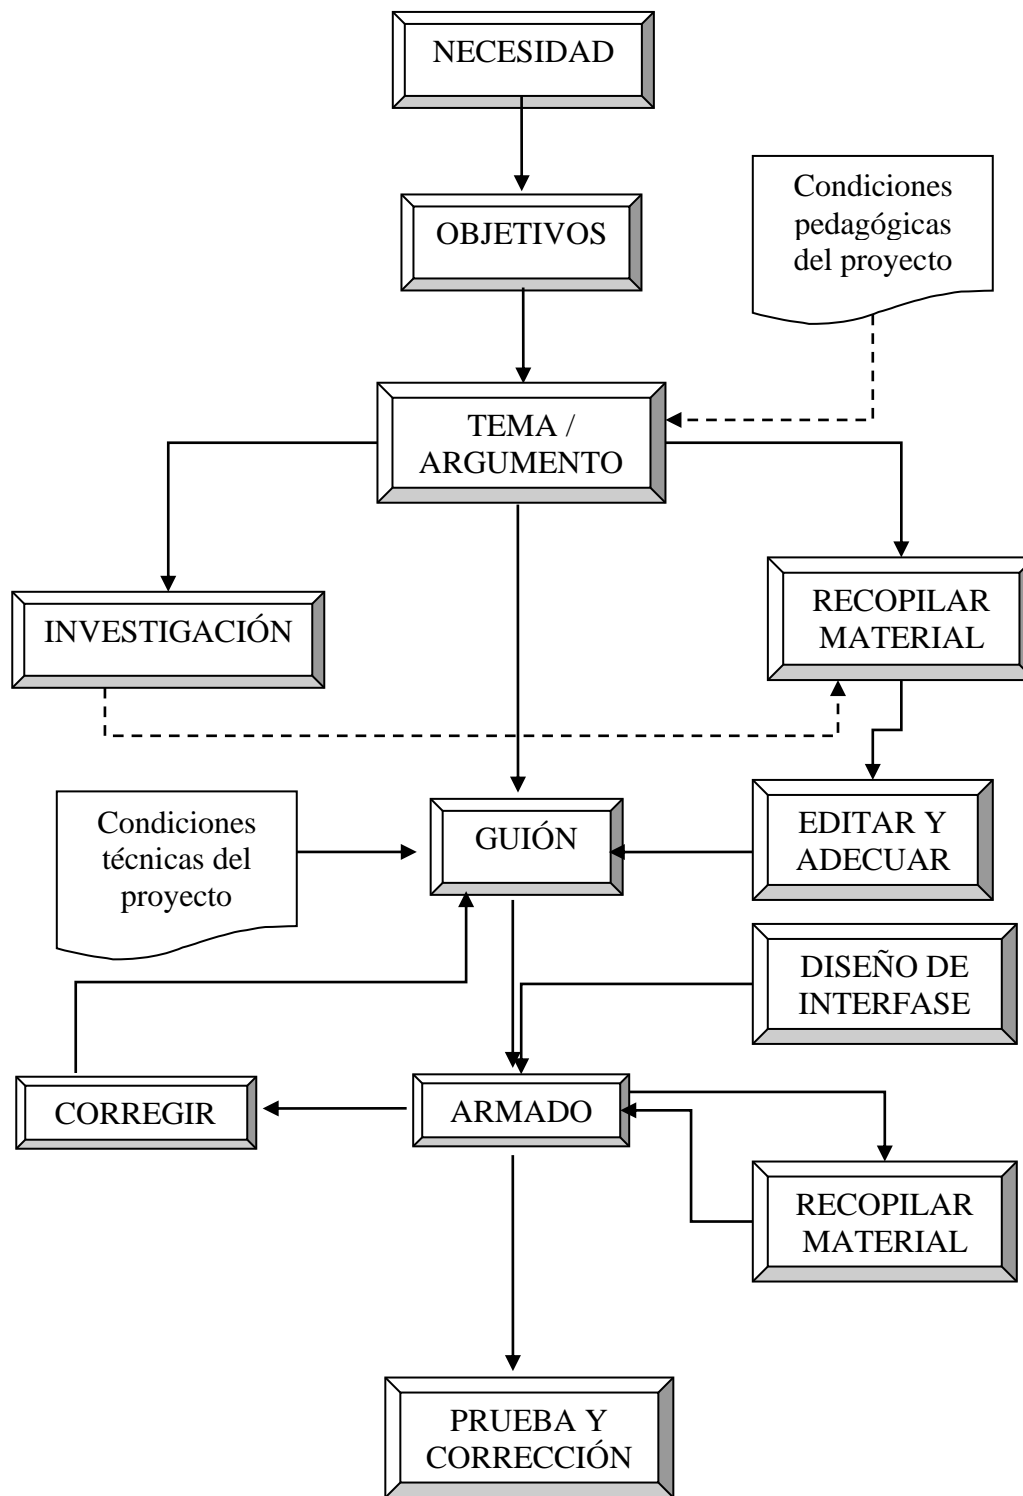 NECESIDAD
OBJETIVOS
Condiciones
pedagógicas
del proyecto
TEMA /
ARGUMENTO
INVESTIGACIÓN
RECOPILAR
MATERIAL
Condiciones
técnicas del
proyecto
GUIÓN
EDITAR Y
ADECUAR
DISEÑO DE
INTERFASE
CORREGIR
ARMADO
RECOPILAR
MATERIAL
PRUEBA Y
CORRECCIÓN